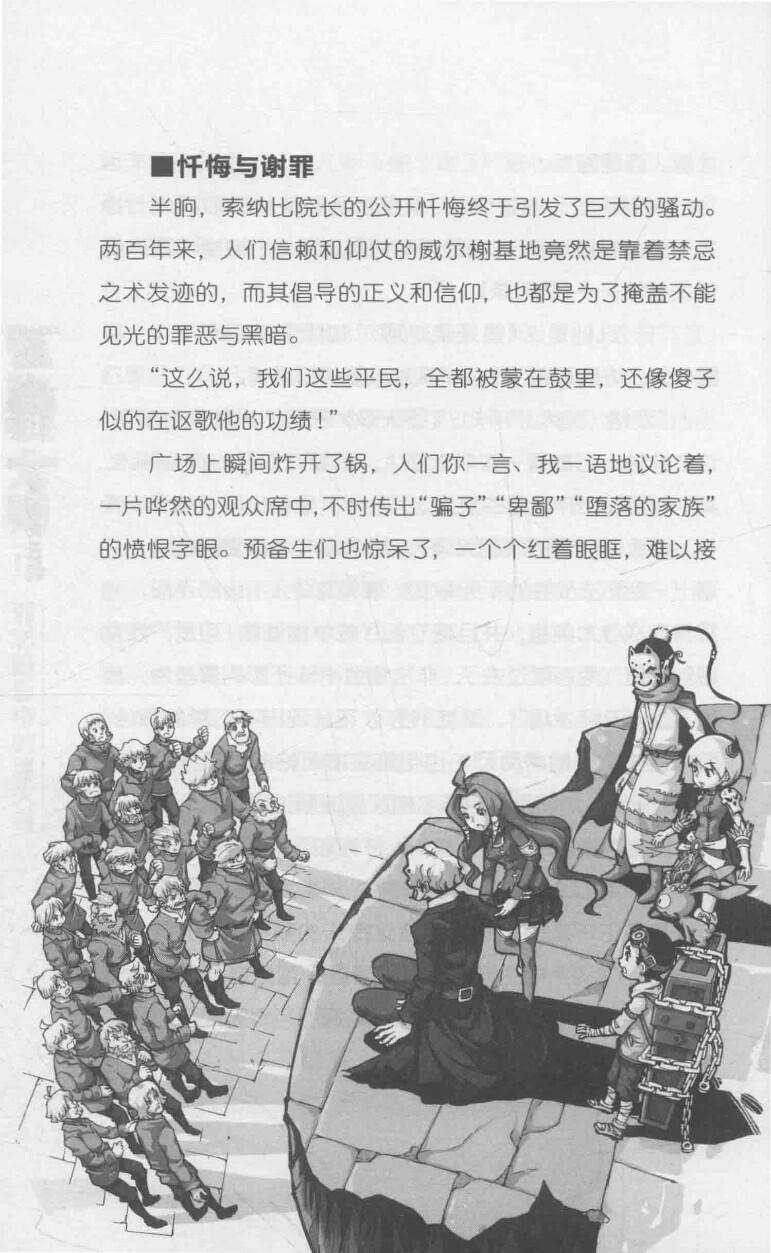 ■忏悔与谢罪
半晌，索纳比院长的公开忏悔终于引发了巨大的骚动。
两百年来，人们信赖和仰仗的威尔榭基地竟然是靠着禁忌
之术发迹的，而其倡导的正义和信仰，也都是为了掩盖不能
见光的罪恶与黑暗。
“这么说，我们这些平民，全都被蒙在鼓里，还像傻子
似的在讴歌他的功绩！”
广场上瞬间炸开了锅，人们你一言、我一语地议论着，
一片哗然的观众席中，不时传出“骗子”“卑鄙”“堕落的家族”
的愤恨字眼。预备生们也惊呆了，一个个红着眼眶，难以接